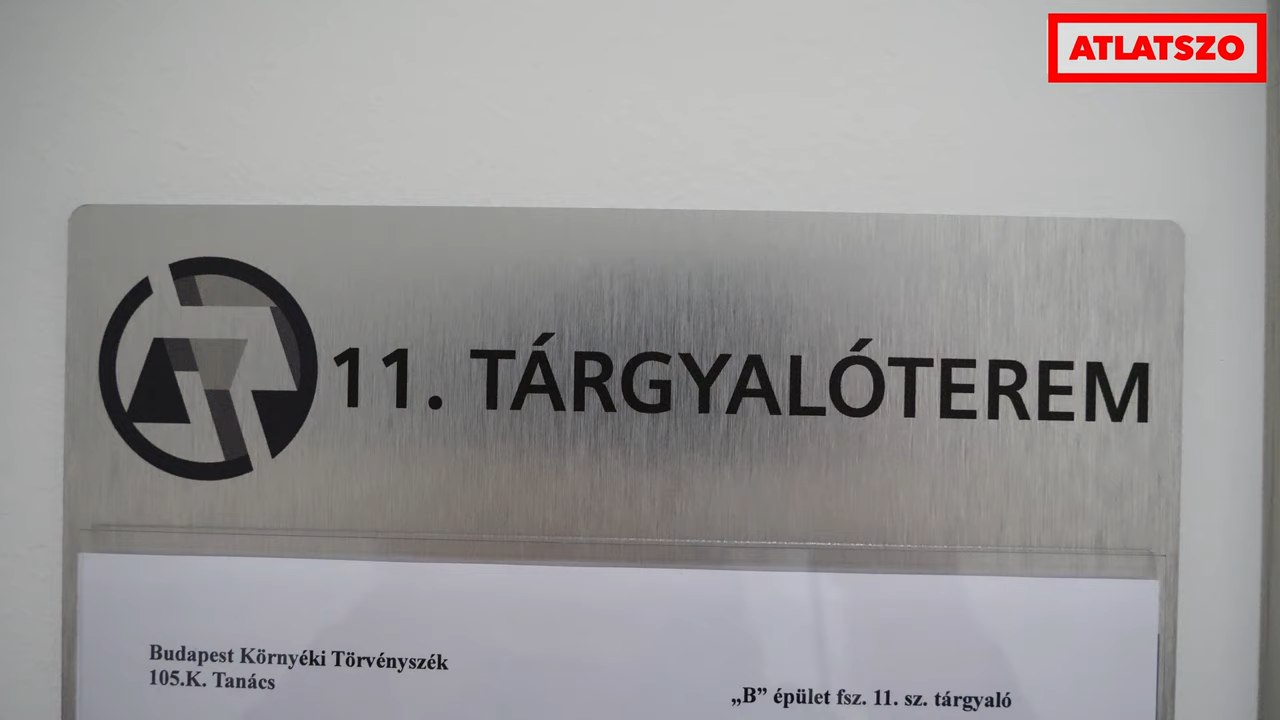 ATLATSZO
11. TÁRGYALÓTEREM
Budapest Környéki Törvényszék
105.K. Tanács
„B” épület fsz. 11. sz. tárgyaló